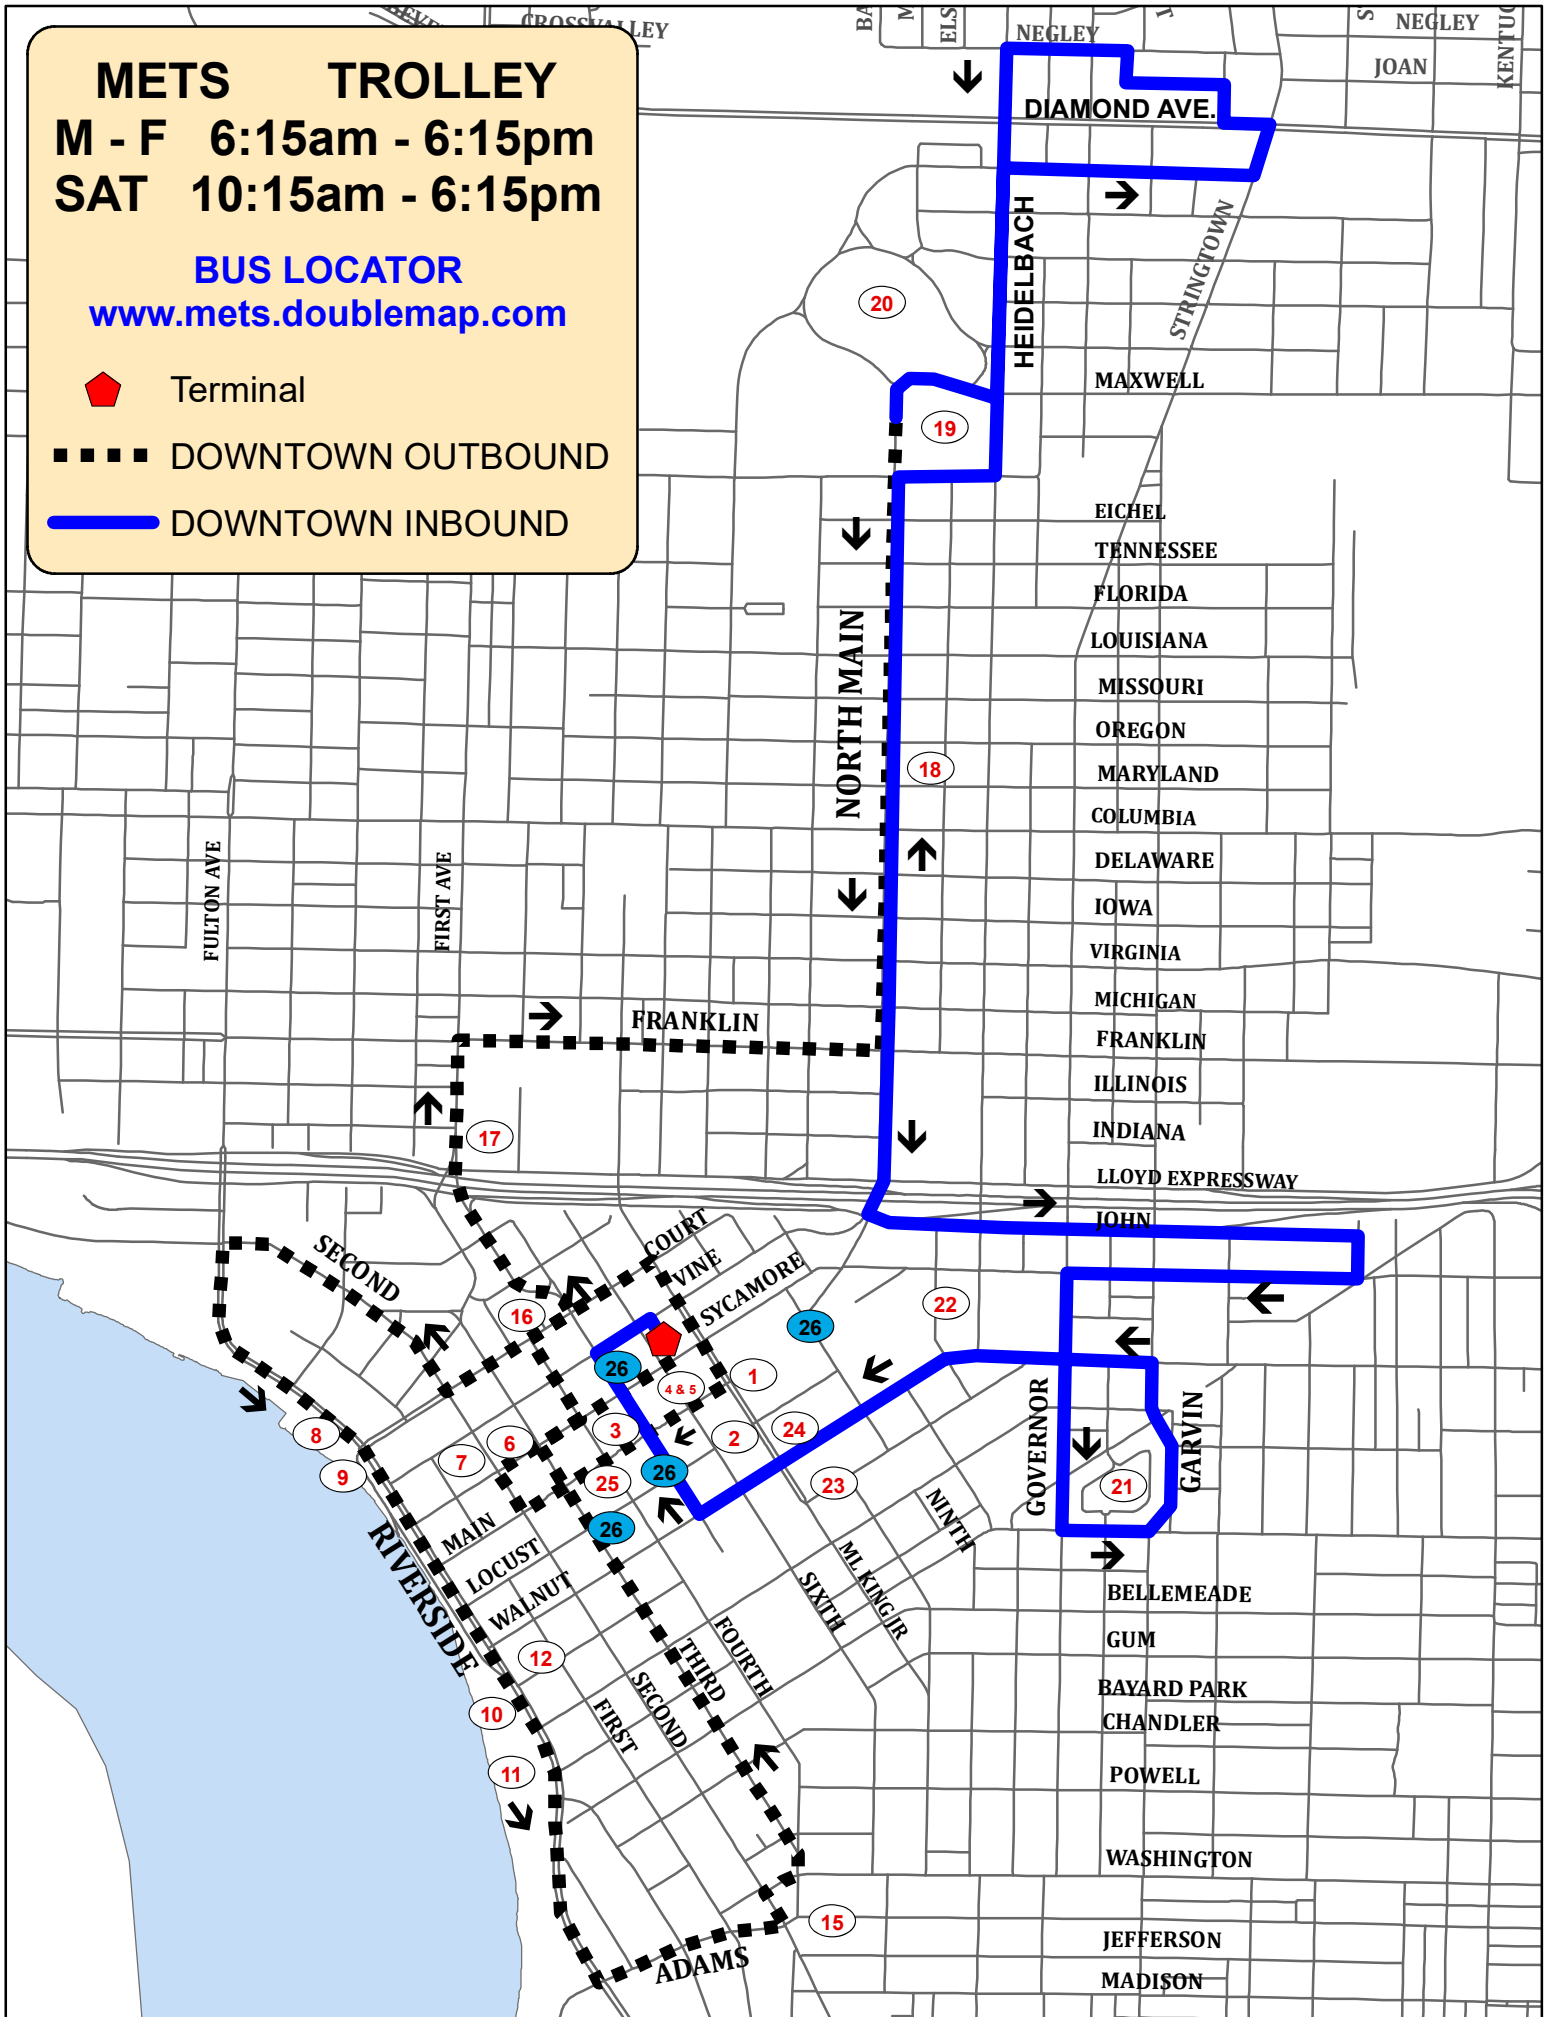 CROSSVALLEY
NEGLEY
NEGLEY
JOAN
ELS
METS TROLLEY
M - F 6:15am - 6:15pm
SAT 10:15am - 6:15pm
BUS LOCATOR
www.mets.doublemap.com
Terminal
DOWNTOWN OUTBOUND
DOWNTOWN INBOUND
DIAMOND AVE.
HEIDELBACH
STRINGTOWN
20
MAXWELL
19
EICHEL
TENNESSEE
FLORIDA
LOUISIANA
MISSOURI
NORTH MAIN
OREGON
18
MARYLAND
COLUMBIA
DELAWARE
FULTON AVE
FIRST AVE
IOWA
VIRGINIA
MICHIGAN
FRANKLIN
FRANKLIN
ILLINOIS
17
INDIANA
LLOYD EXPRESSWAY
JOHN
SECOND
COURT
VINE
SYCAMORE
16
26
22
26
1
4 & 5
GOVERNOR
GARVIN
8
6
3
2
24
7
9
25
26
23
21
26
MAIN
LOCUST
WALNUT
RIVERSIDE
NINTH
ML KING JR
SIXTH
BELLEMEADE
12
FOURTH
THIRD
SECOND
FIRST
GUM
10
BAYARD PARK
CHANDLER
11
POWELL
WASHINGTON
15
ADAMS
JEFFERSON
MADISON